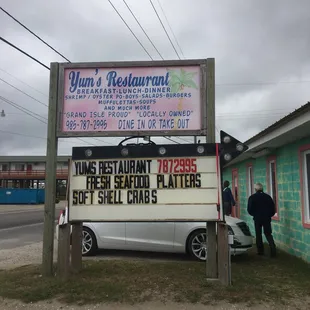 Yum's Restaurant
BREAKFAST-LUNCH-DINNER
SHRIMP / OYSTER PO-BOYS-SALADS-BURGERS
MUFFULETTAS-SOUPS
AND MUCH MORE
"GRAND ISLE PROUD" "LOCALLY OWNED"
985-787-2995 DINE IN OR TAKE OUT
YUMS RESTAURANT 7872995
FRESH SEAFOOD PLATTERS
SOFT SHELL CRABS